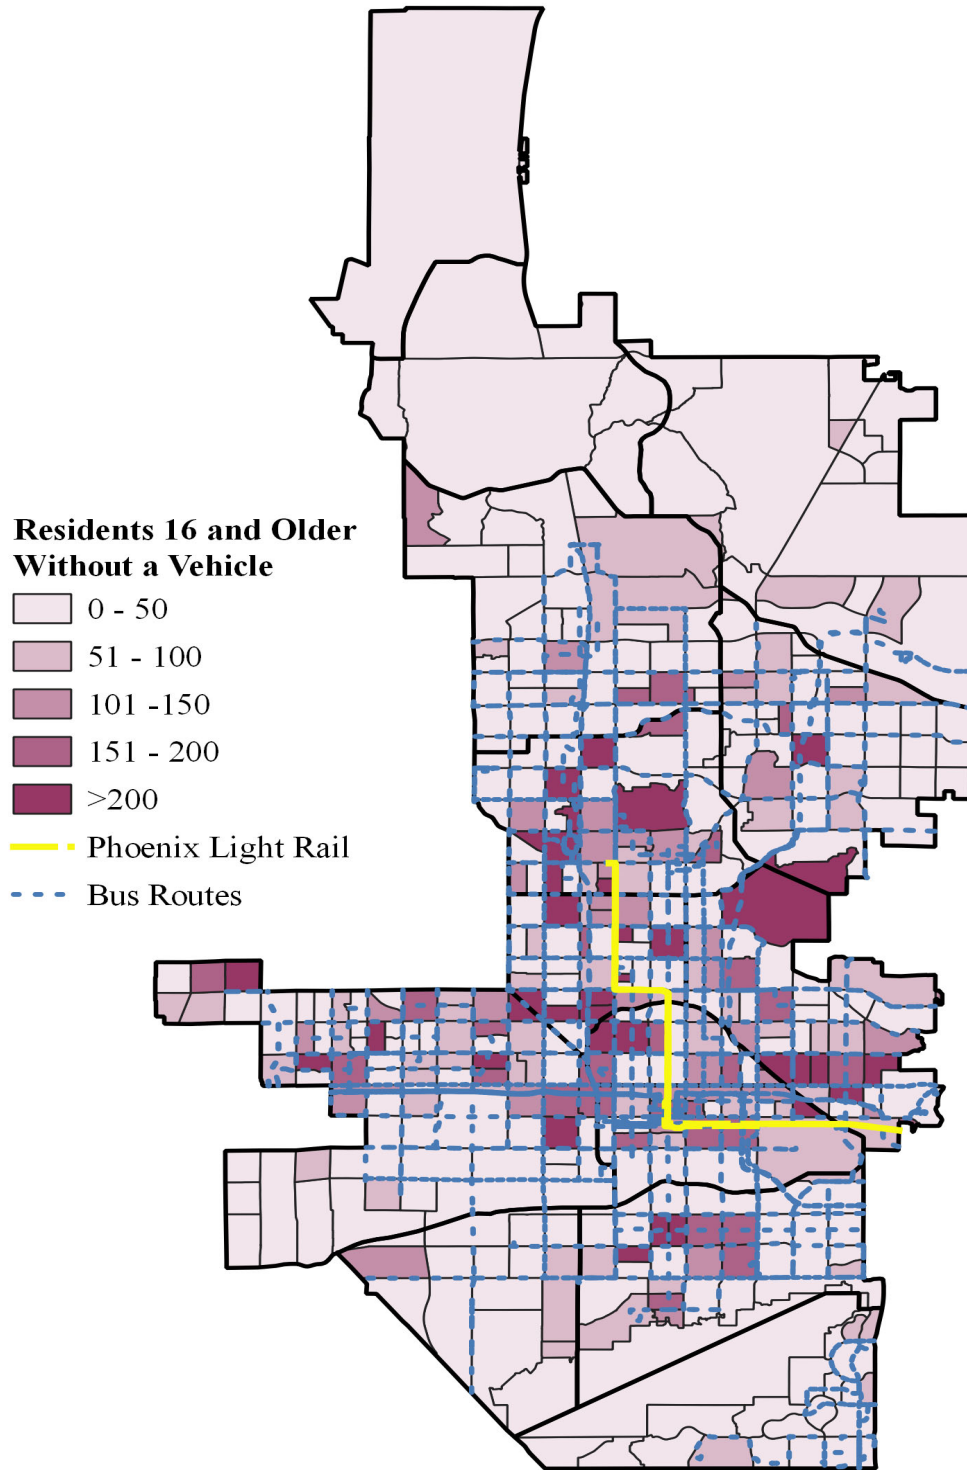 Residents 16 and Older
Without a Vehicle
0 - 50
51 - 100
101 -150
151 - 200
>200
Phoenix Light Rail
Bus Routes